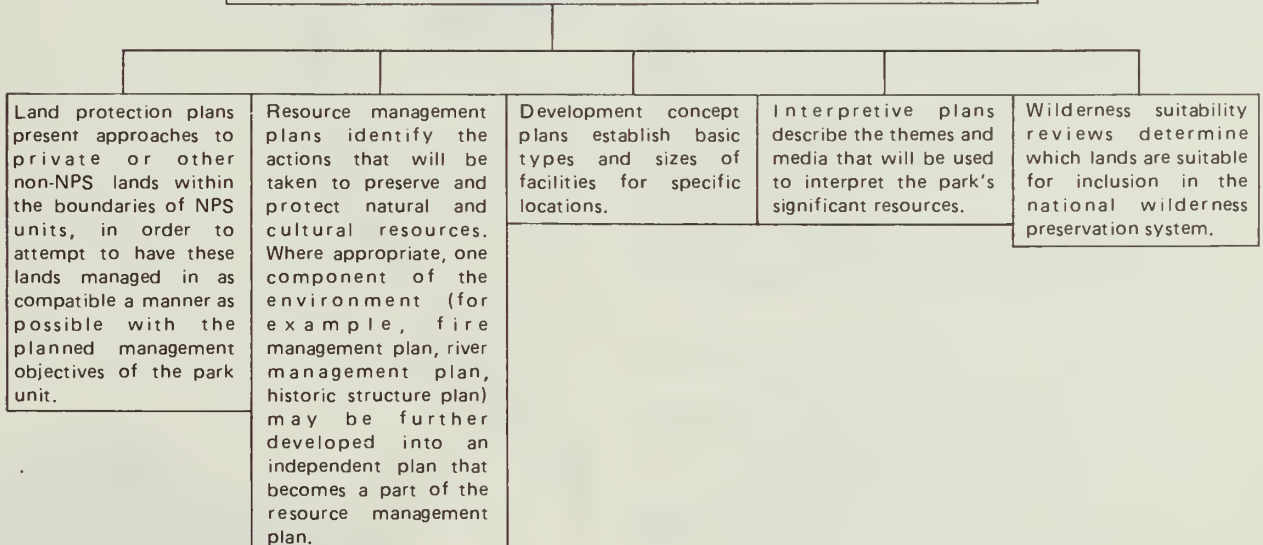 Land protection plans
present approaches to
private or other
non-NPS lands within
the boundaries of NPS
units, in order to
attempt to have these
lands managed in as
compatible a manner as
possible with the
planned management
objectives of the park
unit.
Resource management
plans identify the
actions that will be
taken to preserve and
protect natural and
cultural resources.
Where appropriate, one
component of the
environment (for
example, fire
management plan, river
management plan,
historic structure plan)
may be further
developed into an
independent plan that
becomes a part of the
resource management
plan.
Development concept
plans establish basic
types and sizes of
facilities for specific
locations.
Interpretive plans
describe the themes and
media that will be used
to interpret the park's
significant resources.
Wilderness suitability
reviews determine
which lands are suitable
for inclusion in the
national wilderness
preservation system.